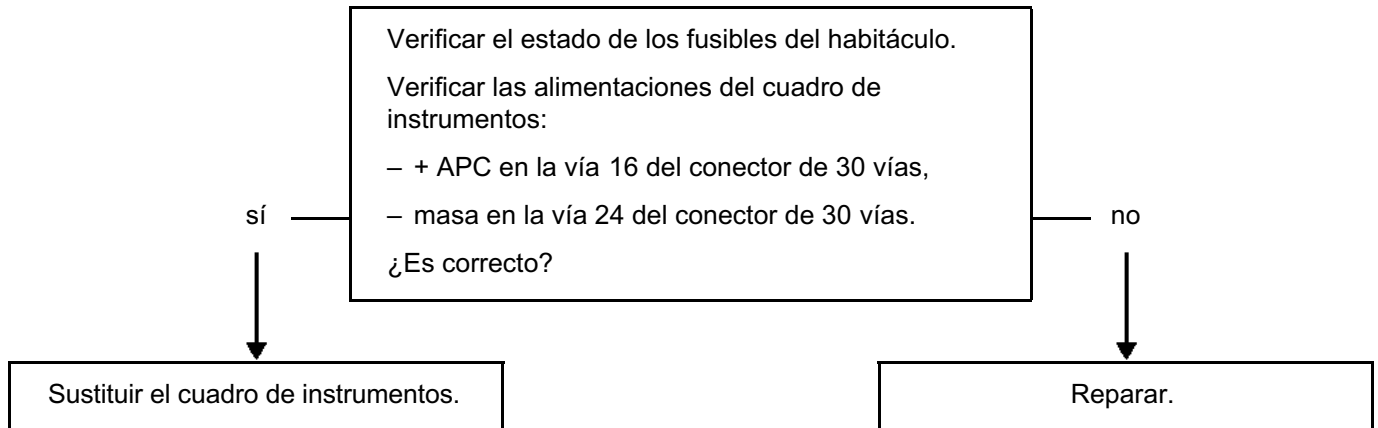 Verificar el estado de los fusibles del habitáculo.
Verificar las alimentaciones del cuadro de
instrumentos:
– + APC en la vía 16 del conector de 30 vías,
– masa en la vía 24 del conector de 30 vías.
¿Es correcto?
sí
no
Sustituir el cuadro de instrumentos.
Reparar.